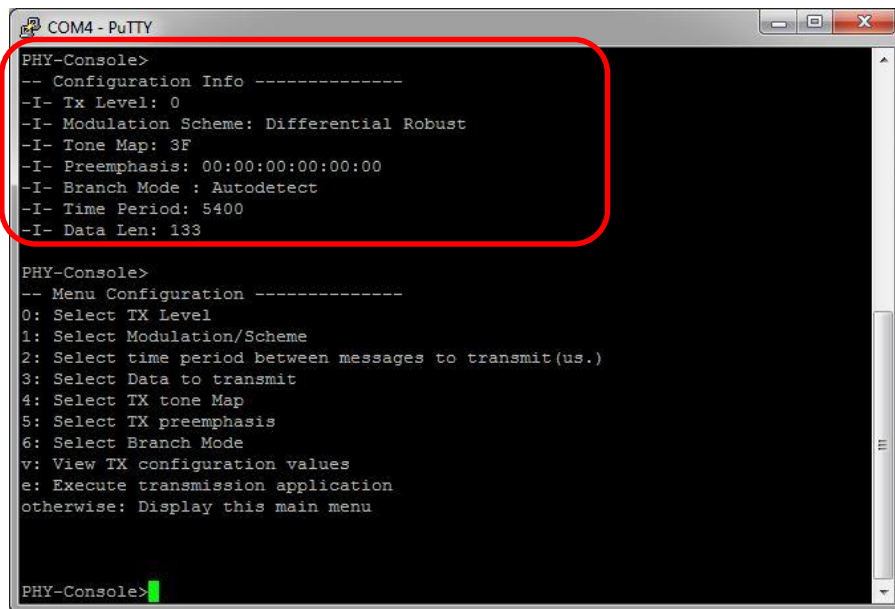 COM4 - PuTTY
PHY-Console>
-- Configuration Info --------------
-I- Tx Level: 0
-I- Modulation Scheme: Differential Robust
-I- Tone Map: 3F
-I- Preemphasis: 00:00:00:00:00:00
-I- Branch Mode : Autodetect
-I- Time Period: 5400
-I- Data Len: 133
PHY-Console>
-- Menu Configuration --------------
0: Select TX Level
1: Select Modulation/Scheme
2: Select time period between messages to transmit(us.)
3: Select Data to transmit
4: Select TX tone Map
5: Select TX preemphasis
6: Select Branch Mode
v: View TX configuration values
e: Execute transmission application
otherwise: Display this main menu
PHY-Console>